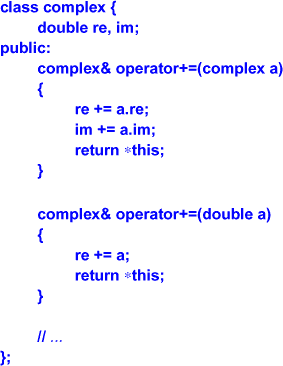 class complex {
double re, im;
public:
complex& operator+=(complex a)
{
re += a.re;
im += a.im;
return *this;
}
complex& operator+=(double a)
{
re += a;
return *this;
}
// ...
};